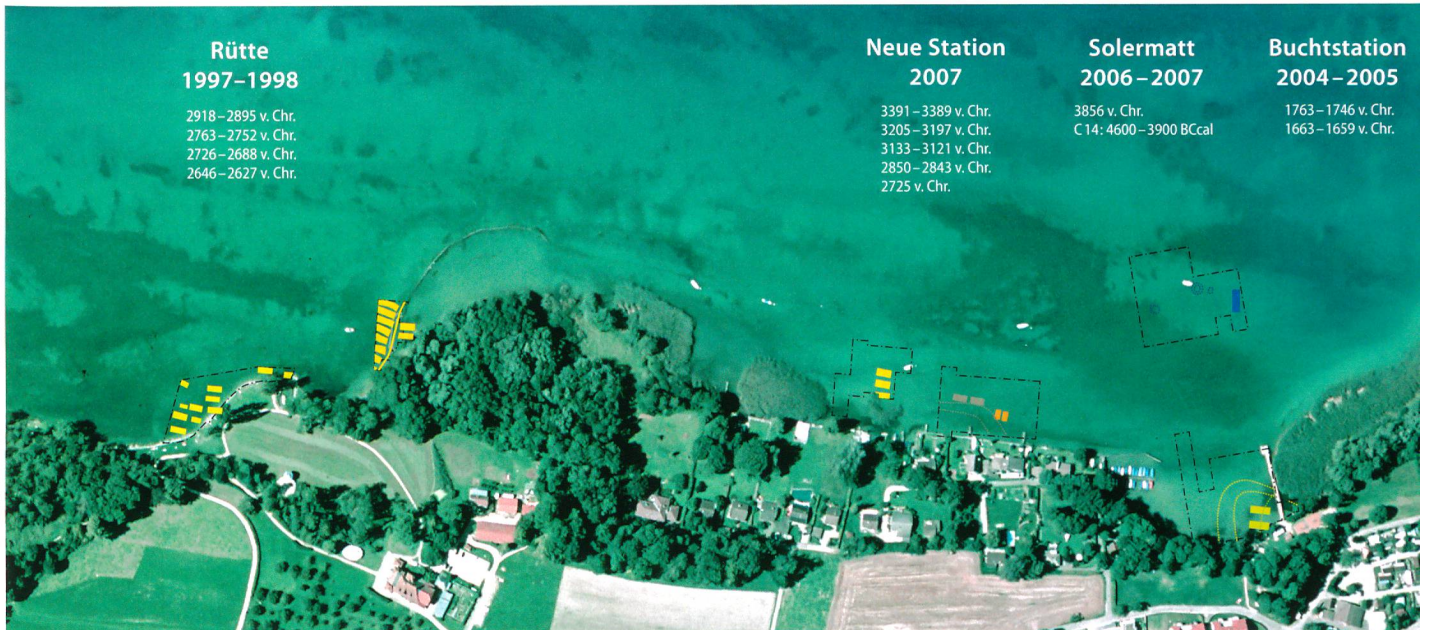 Rütte
1997–1998
2918–2895 v. Chr.
2763–2752 v. Chr.
2726–2688 v. Chr.
2646–2627 v. Chr.
Neue Station
2007
3391–3389 v. Chr.
3205–3197 v. Chr.
3133–3121 v. Chr.
2850–2843 v. Chr.
2725 v. Chr.
Solermatt
2006–2007
3856 v. Chr.
C14: 4600–3900 BCcal
Buchtstation
2004–2005
1763–1746 v. Chr.
1663–1659 v. Chr.